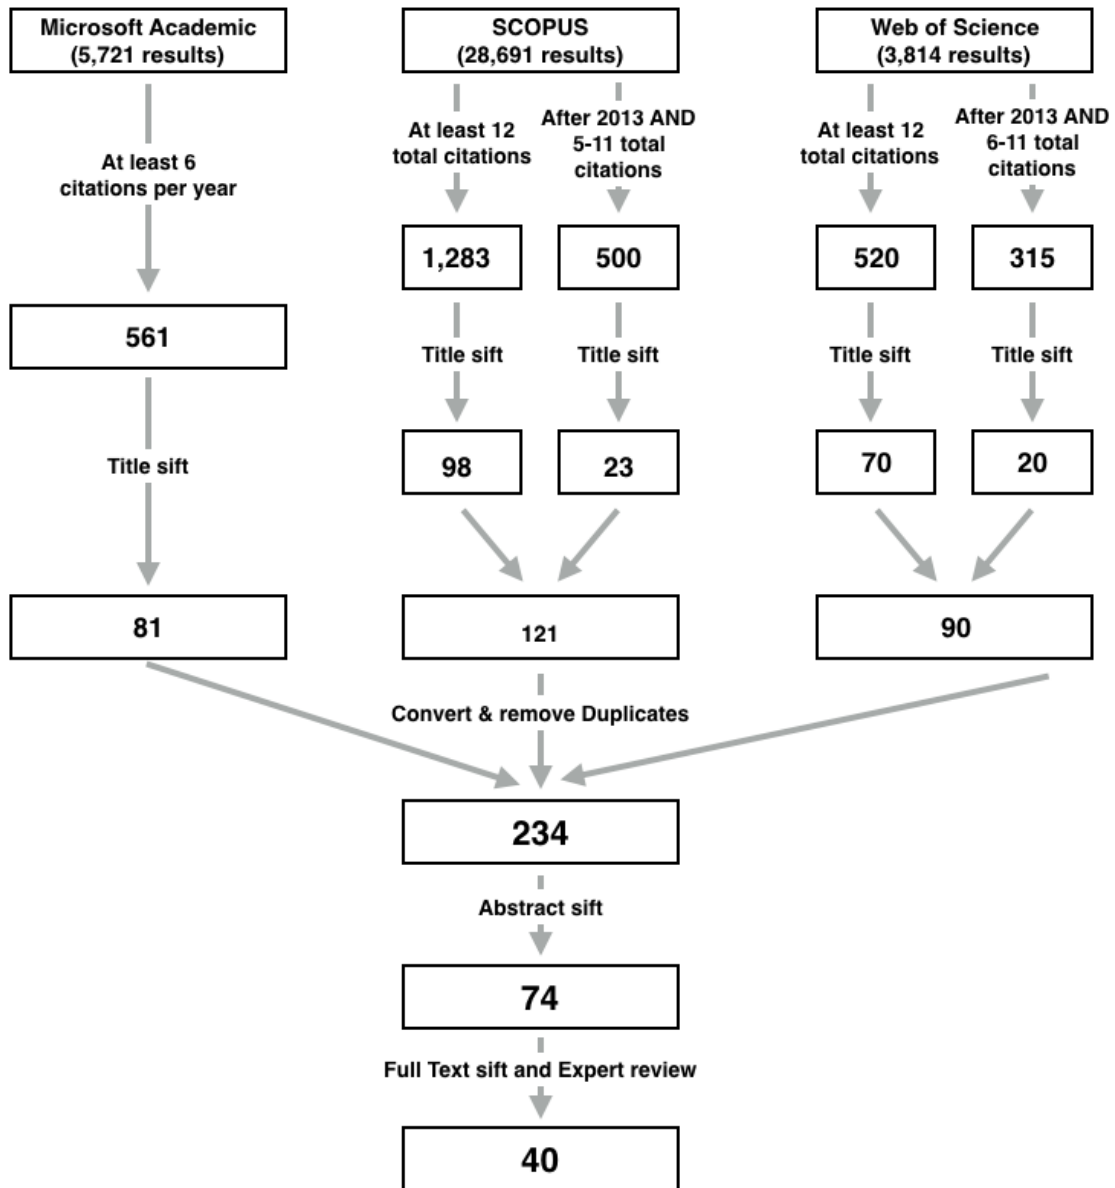 Microsoft Academic
(5,721 results)
SCOPUS
(28,691 results)
Web of Science
(3,814 results)
At least 6
citations per year
At least 12
total citations
After 2013 AND
5-11 total
citations
At least 12
total citations
After 2013 AND
6-11 total
citations
561
1,283
500
520
315
Title sift
Title sift
Title sift
Title sift
Title sift
98
23
70
20
81
121
90
Convert & remove Duplicates
234
Abstract sift
74
Full Text sift and Expert review
40